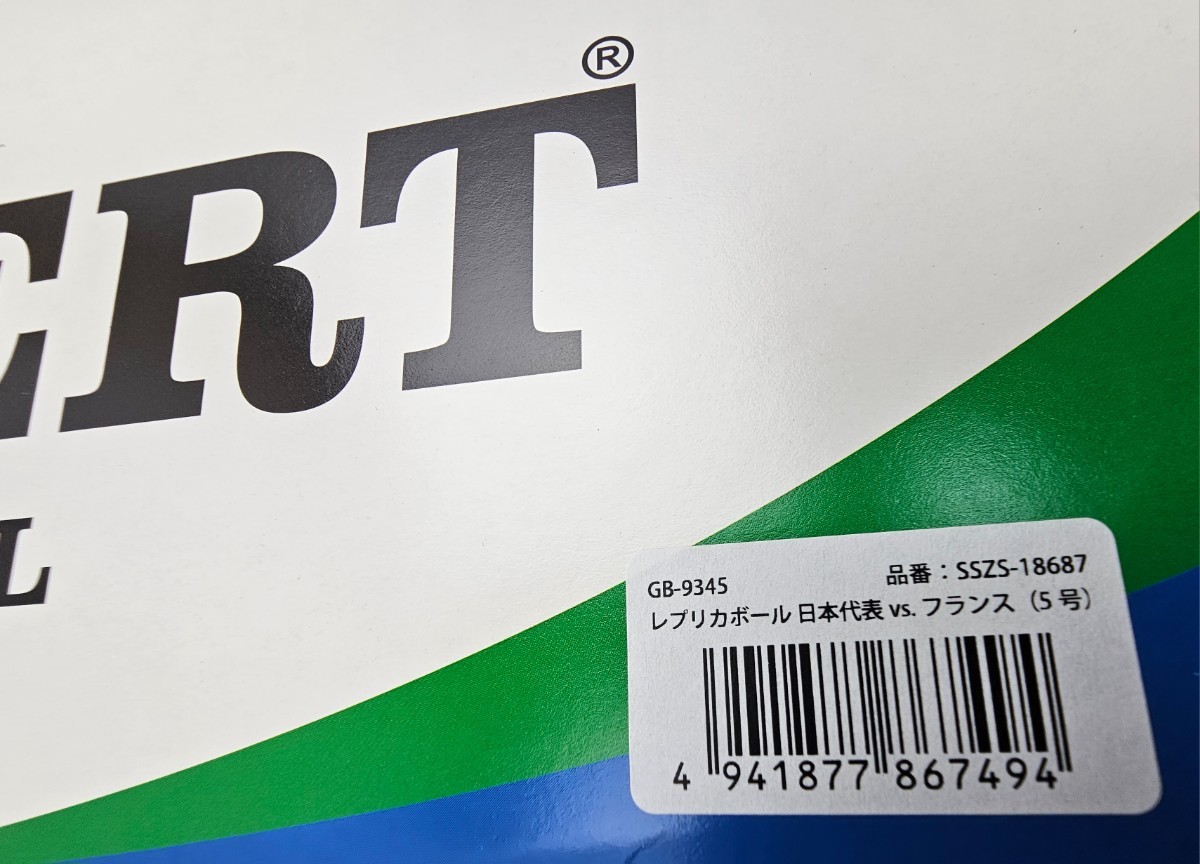 ®
ERT
L
GB-9345 品番：SSZS-18687
レプリカボール 日本代表 vs. フランス（5 号）
4 941877 867494